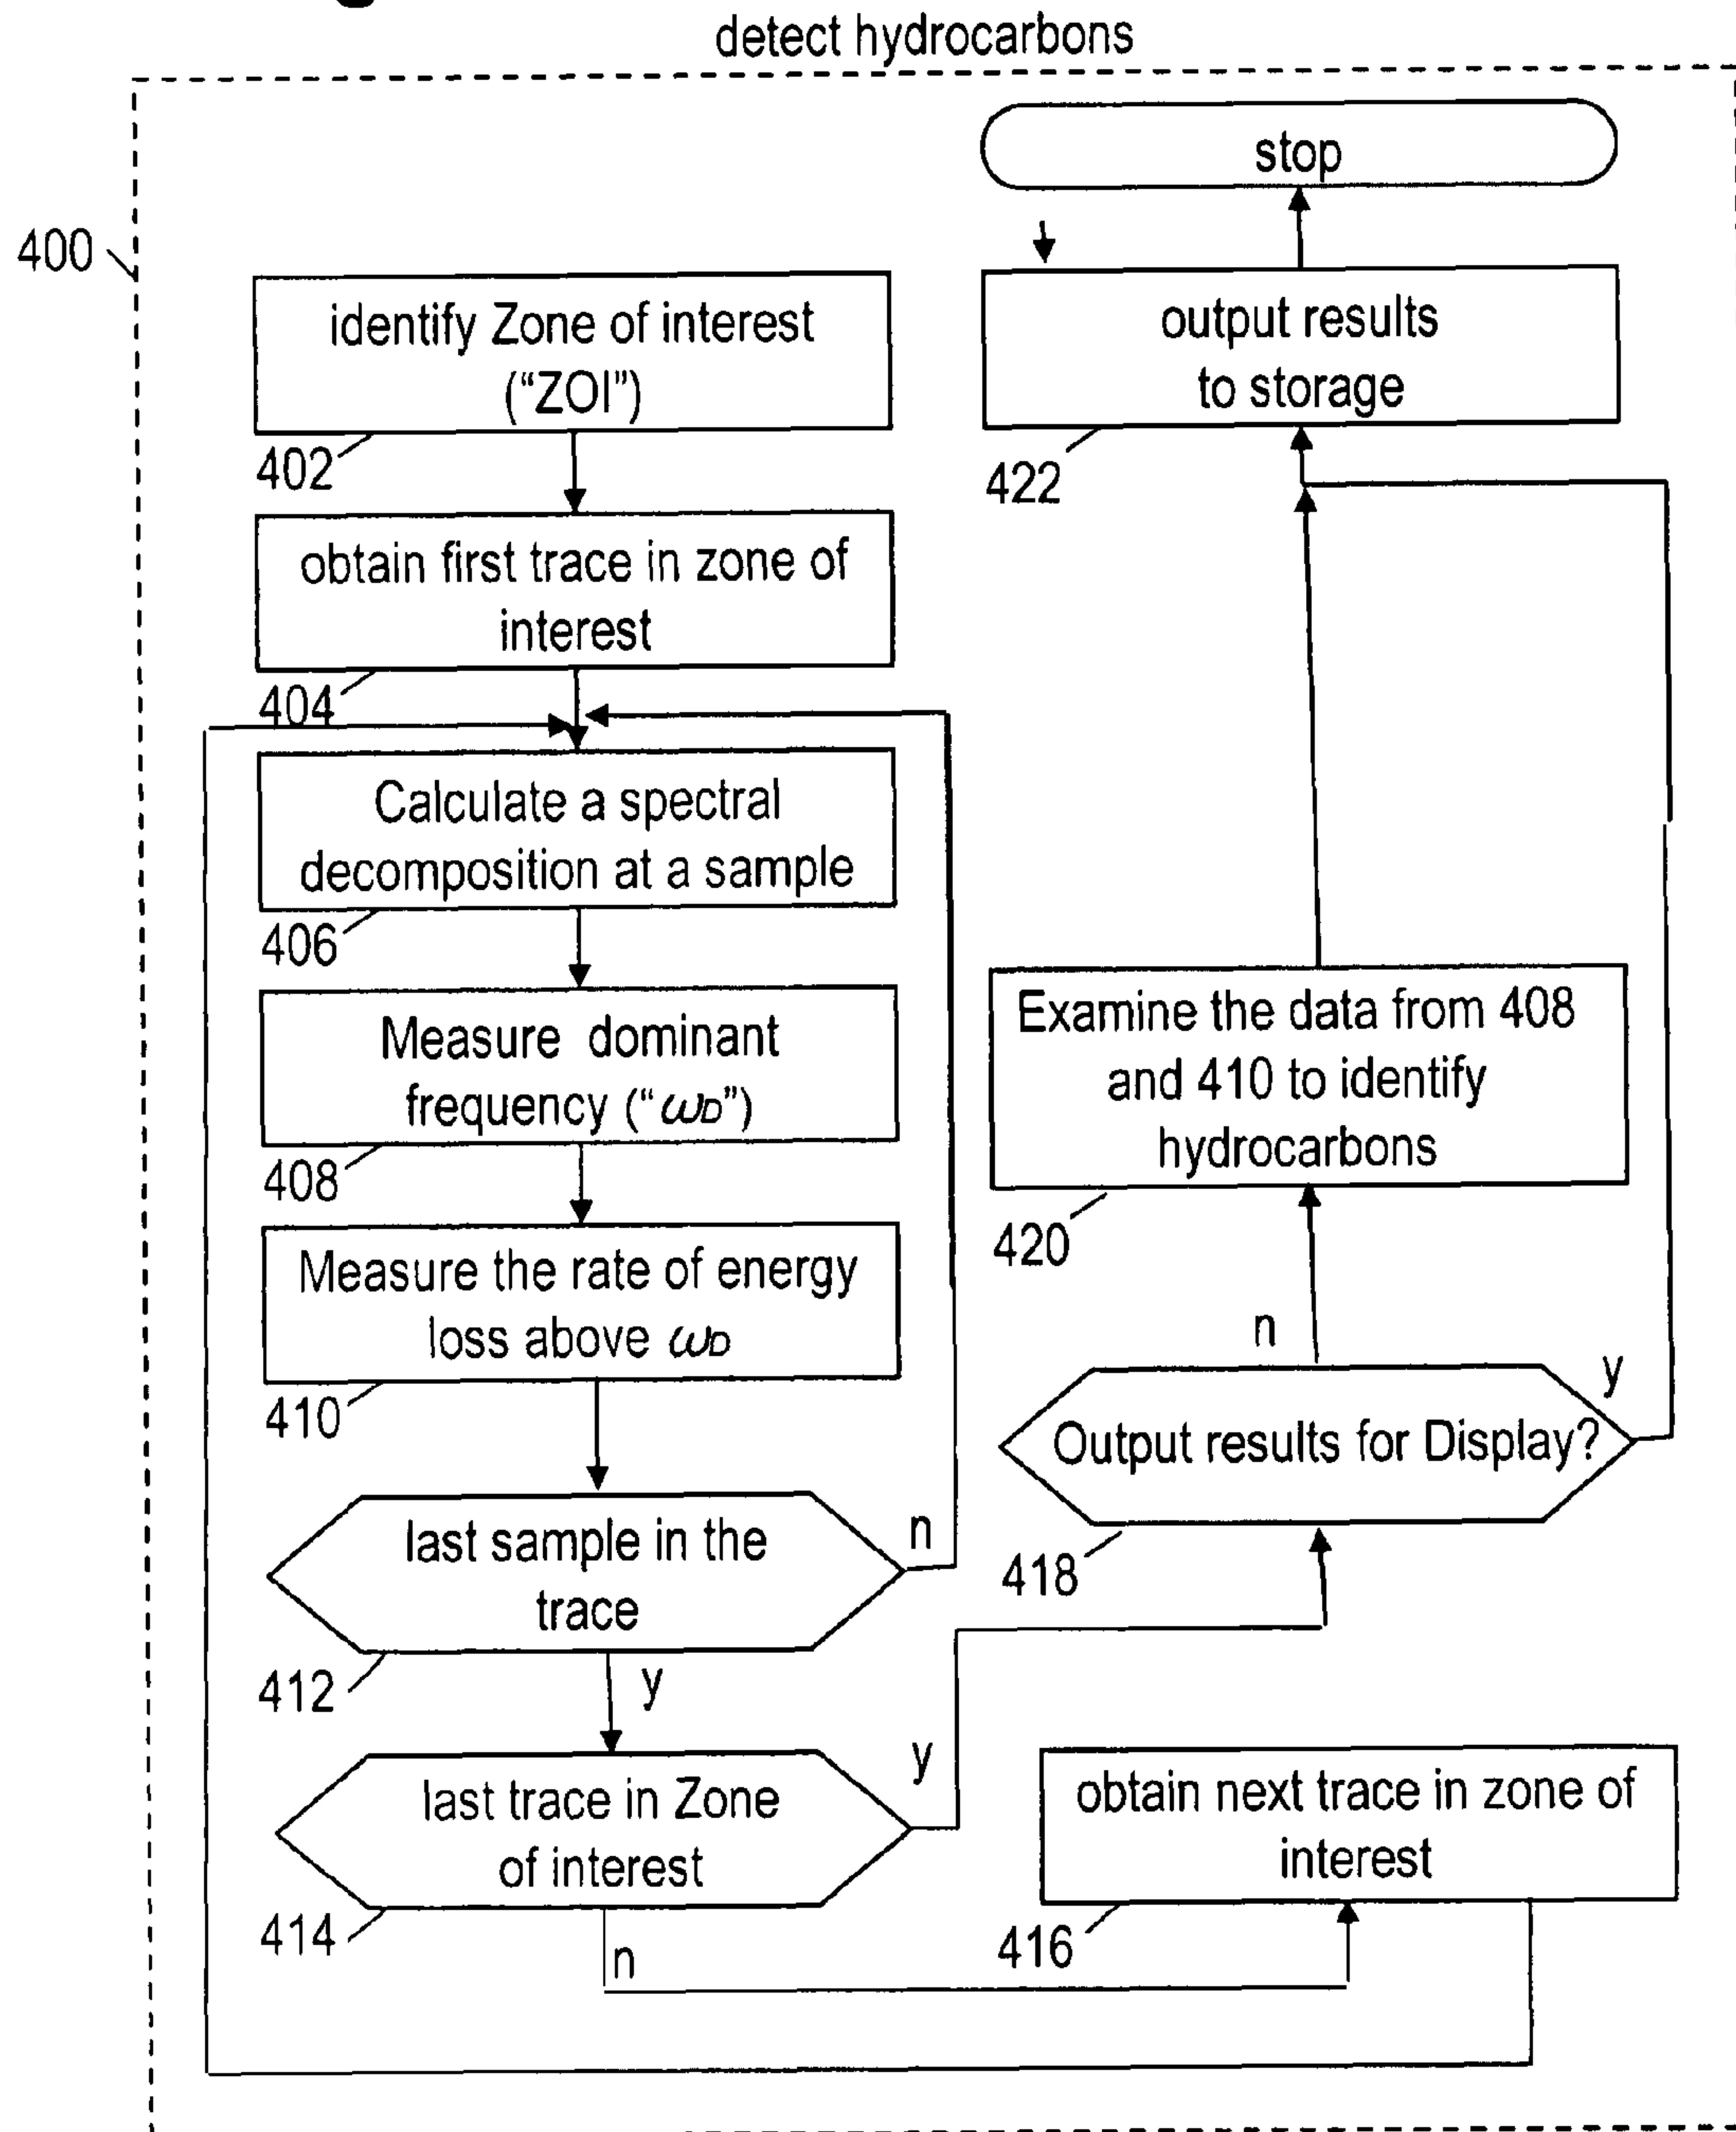 detect hydrocarbons
400
identify Zone of interest
("ZOI")
402
obtain first trace in zone of
interest
404
Calculate a spectral
decomposition at a sample
406
Measure dominant
frequency ("ωD")
408
Measure the rate of energy
loss above ωD
410
last sample in the
trace
n
412
y
last trace in Zone
of interest
y
414
n
obtain next trace in zone of
interest
416
Output results for Display?
n
y
418
Examine the data from 408
and 410 to identify
hydrocarbons
420
output results
to storage
422
stop